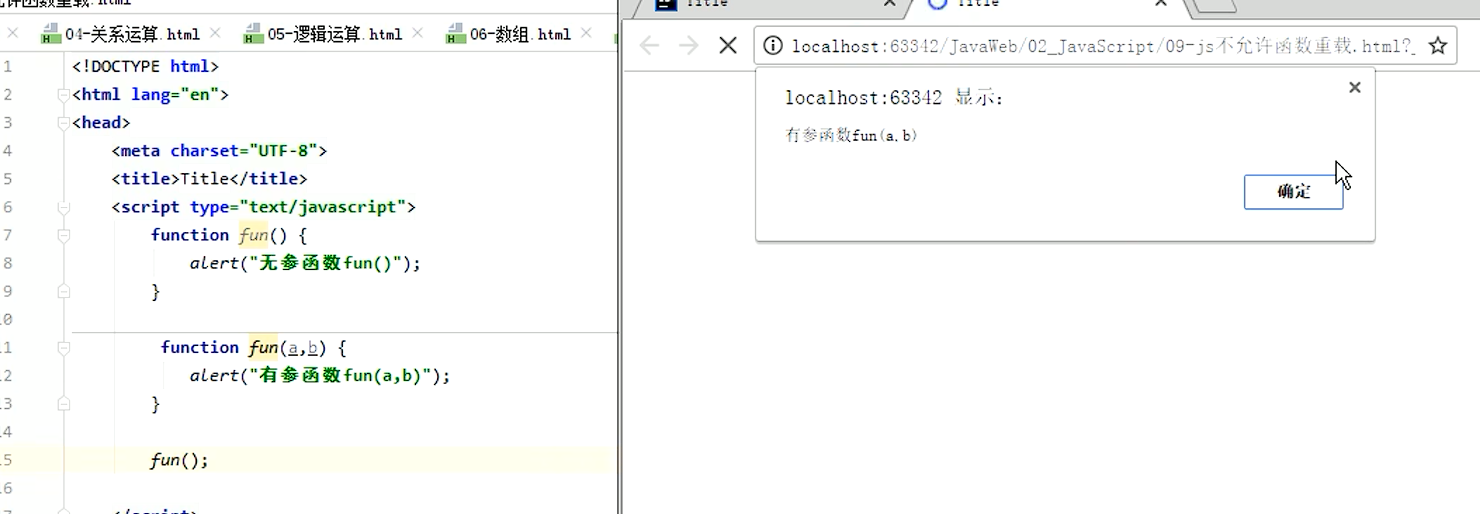 允许函数重载.html
04-关系运算.html
05-逻辑运算.html
06-数组.html
1 <!DOCTYPE html>
2 <html lang="en">
3 <head>
4 <meta charset="UTF-8">
5 <title>Title</title>
6 <script type="text/javascript">
7 function fun() {
8 alert("无参函数fun()");
9 }
10
11 function fun(a,b) {
12 alert("有参函数fun(a,b)");
13 }
14
15 fun();
16
</script>
Title
Title
localhost:63342/JavaWeb/02_JavaScript/09-js不允许函数重载.html?_
localhost:63342 显示:
有参函数fun(a,b)
确定